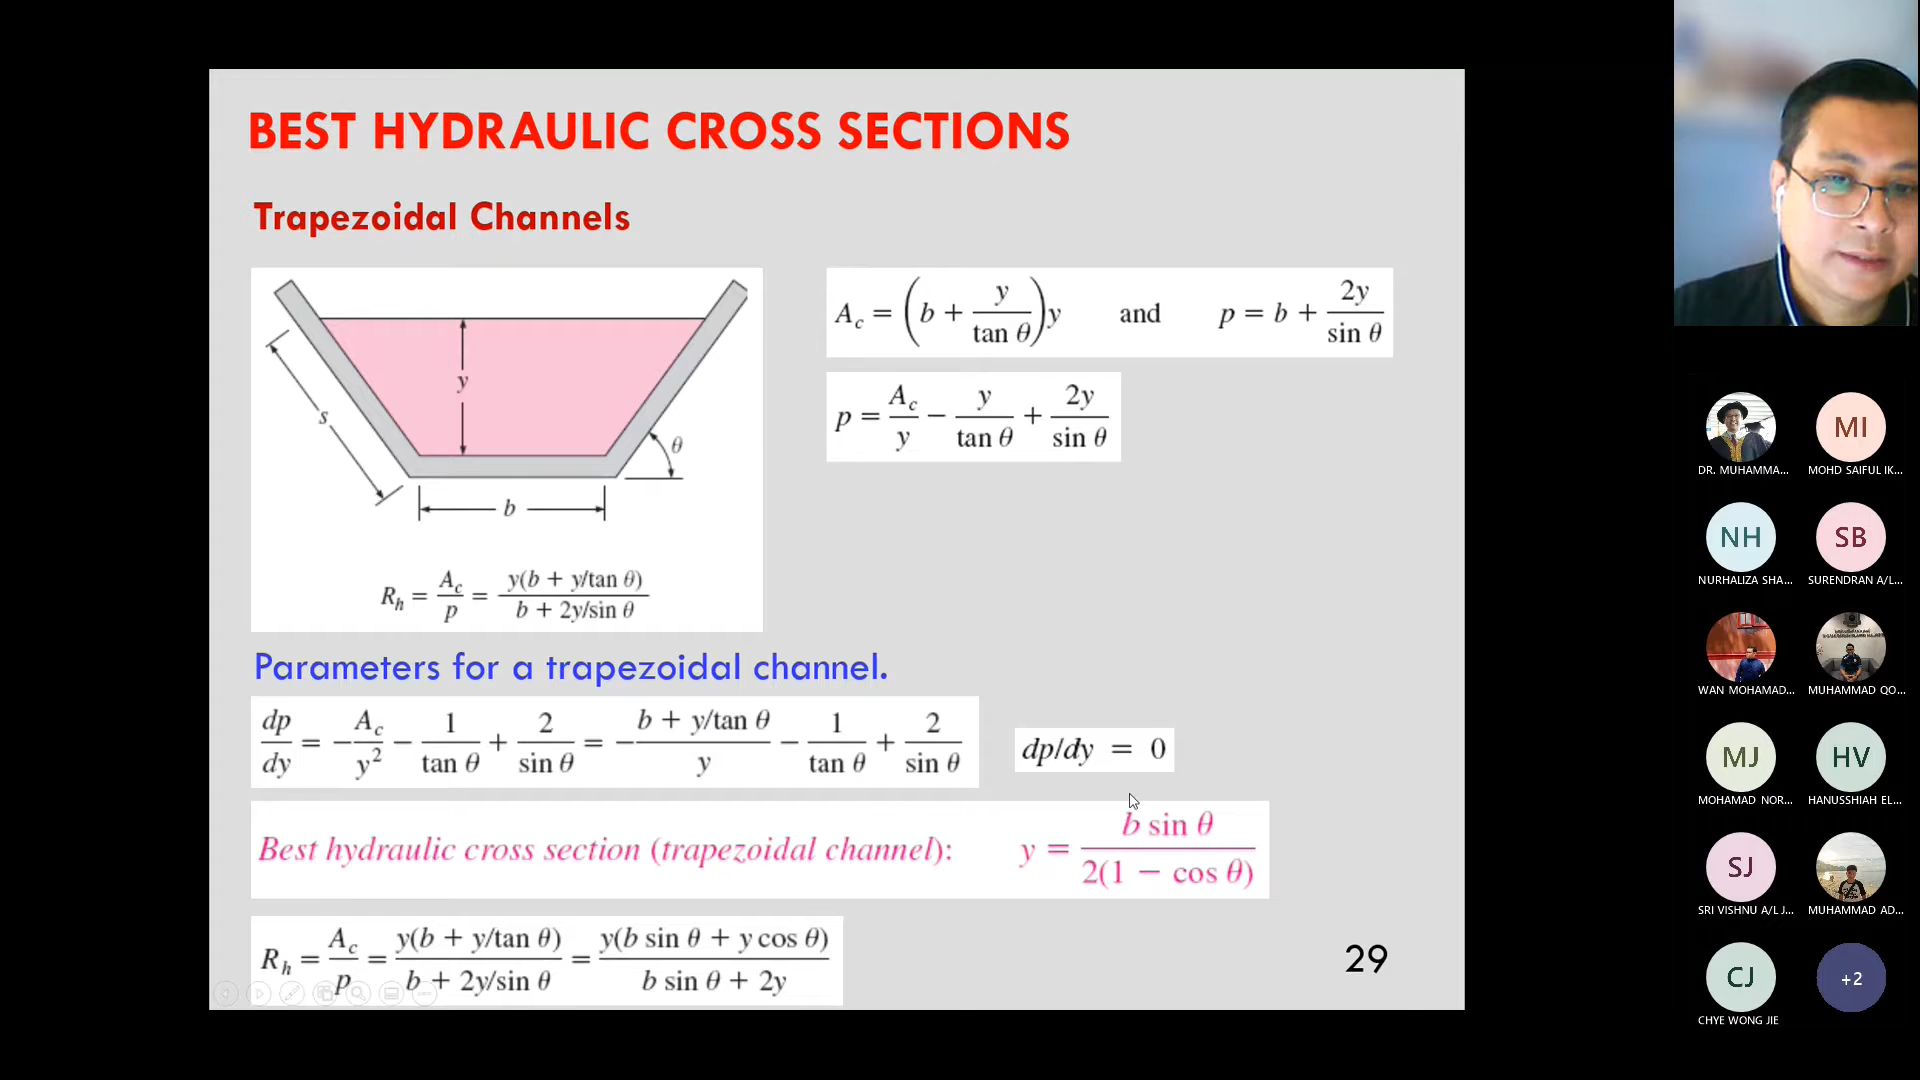 BEST HYDRAULIC CROSS SECTIONS
Trapezoidal Channels
y
s
θ
b
R_h = A_c/p = y(b + y/tan θ)/(b + 2y/sin θ)
A_c = (b + y/tan θ)y and p = b + 2y/sin θ
p = A_c/y − y/tan θ + 2y/sin θ
Parameters for a trapezoidal channel.
dp/dy = −A_c/y² − 1/tan θ + 2/sin θ = −(b + y/tan θ)/y − 1/tan θ + 2/sin θ
dp/dy = 0
Best hydraulic cross section (trapezoidal channel): y = b sin θ/2(1 − cos θ)
R_h = A_c/p = y(b + y/tan θ)/(b + 2y/sin θ) = y(b sin θ + y cos θ)/(b sin θ + 2y)
29
DR. MUHAMMA...
MI
MOHD SAIFUL IK...
NH
NURHALIZA SHA...
SB
SURENDRAN A/L...
WAN MOHAMAD...
MUHAMMAD QO...
MJ
MOHAMAD NOR...
HV
HANUSSHIAH EL...
SJ
SRI VISHNU A/L J...
MUHAMMAD AD...
CJ
CHYE WONG JIE
+2